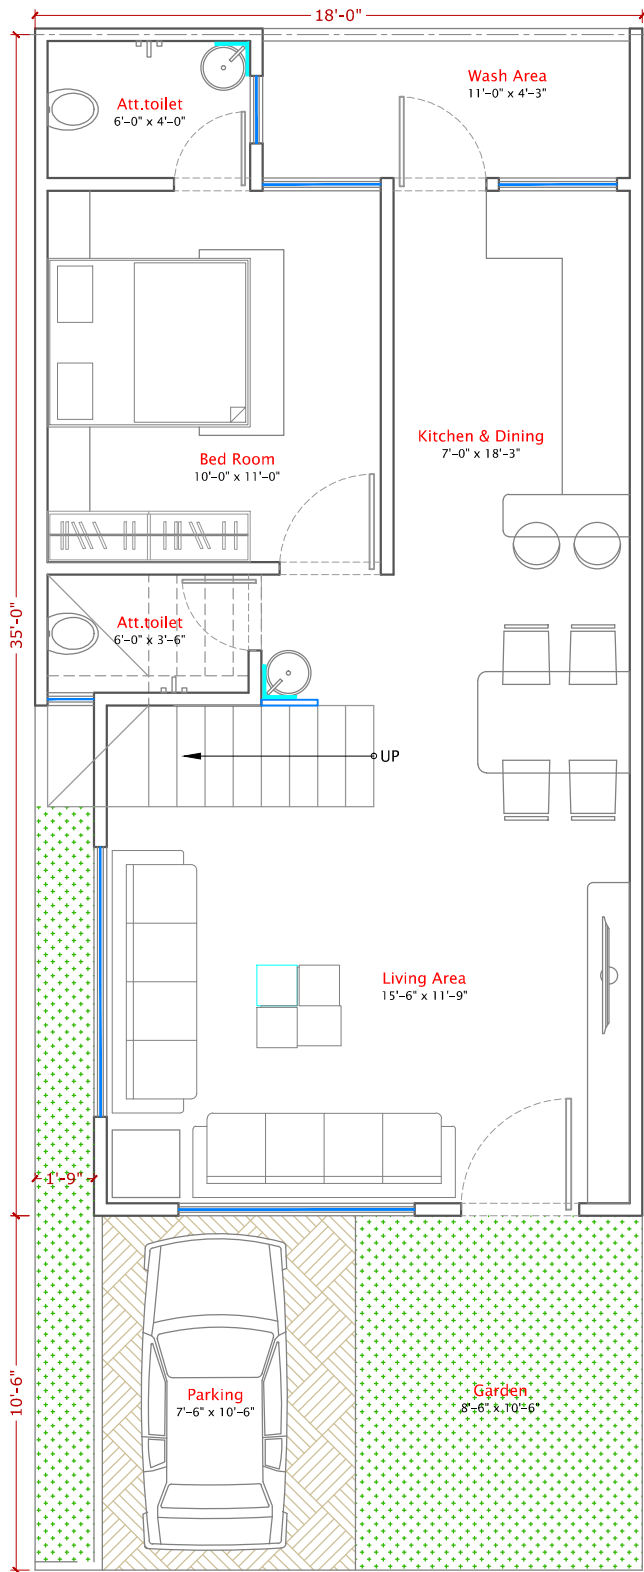 18'-0"
Wash Area
11'-0" x 4'-3"
Att.toilet
6'-0" x 4'-0"
Kitchen & Dining
7'-0" x 18'-3"
Bed Room
10'-0" x 11'-0"
35'-0"
Att.toilet
6'-0" x 3'-6"
UP
Living Area
15'-6" x 11'-9"
1'-9"
10'-6"
Parking
7'-6" x 10'-6"
Garden
8'-6" x 10'-6"